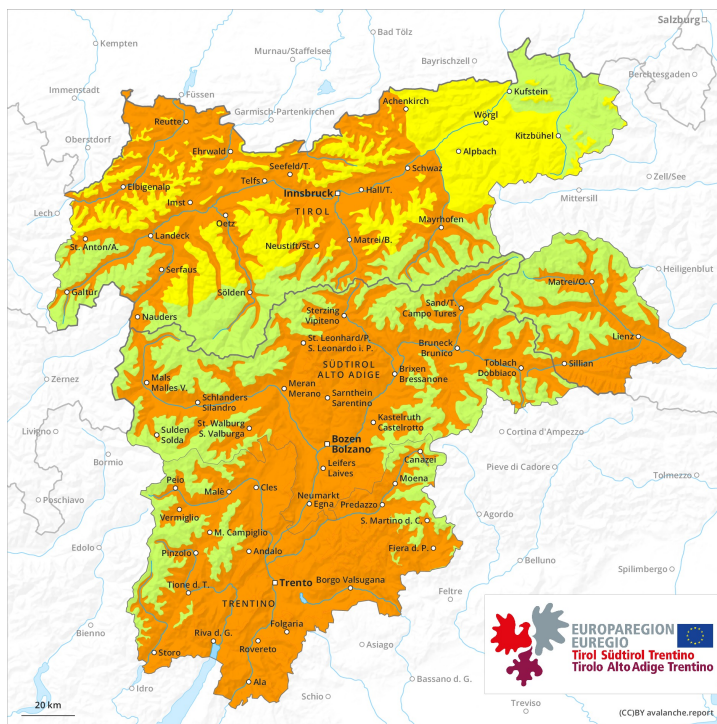 Salzburg
Kempten
Bad Tölz
Murnau/Staffelsee
Bayrischzell
Berchtesgaden
Immenstadt
Füssen
Garmisch-Partenkirchen
Achenkirch
Kufstein
Reutte
Wörgl
Oberstdorf
Ehrwald
Kitzbühel
Seefeld/T.
Alpbach
Telfs
Schwaz
Zell/See
Elbigenalp
Innsbruck
Hall/T.
Mittersill
Imst
TIROL
Lech
Oetz
Mayrhofen
St. Anton/A.
Landeck
Neustift/St.
Matrei/B.
Serfaus
Heiligenblut
Galtür
Sölden
Matrei/O.
Nauders
Sterzing
Vipiteno
Sand/T.
Campo Tures
St. Leonhard/P.
S. Leonardo i. P.
Bruneck
Brunico
Lienz
Toblach
Dobbiaco
Sillian
SÜDTIROL
ALTO ADIGE
Brixen
Bressanone
Zernez
Mals
Malles V.
Meran
Merano
Sarnthein
Sarentino
Schlanders
Silandro
Kastelruth
Castelrotto
St. Walburg
S. Valburga
Livigno
Sulden
Solda
Bozen
Bolzano
Cortina d'Ampezzo
Canazei
Bormio
Leifers
Laives
Pieve di Cadore
Tolmezzo
Moena
Peio
Malè
Cles
Neumarkt
Egna
Predazzo
Poschiavo
Vermiglio
Agordo
S. Martino d. C.
M. Campiglio
Edolo
Pinzolo
Andalo
Fiera d. P.
Belluno
Spilimbergo
Trento
Borgo Valsugana
Tione d. T.
Feltre
TRENTINO
Folgaria
Bienno
Riva d. G.
Rovereto
Asiago
Storo
Bassano d. G.
Idro
Ala
Schio
Treviso
EUROPAREGION
EUREGIO
Tirol Südtirol Trentino
Tirolo Alto Adige Trentino
20 km
(CC)BY avalanche.report